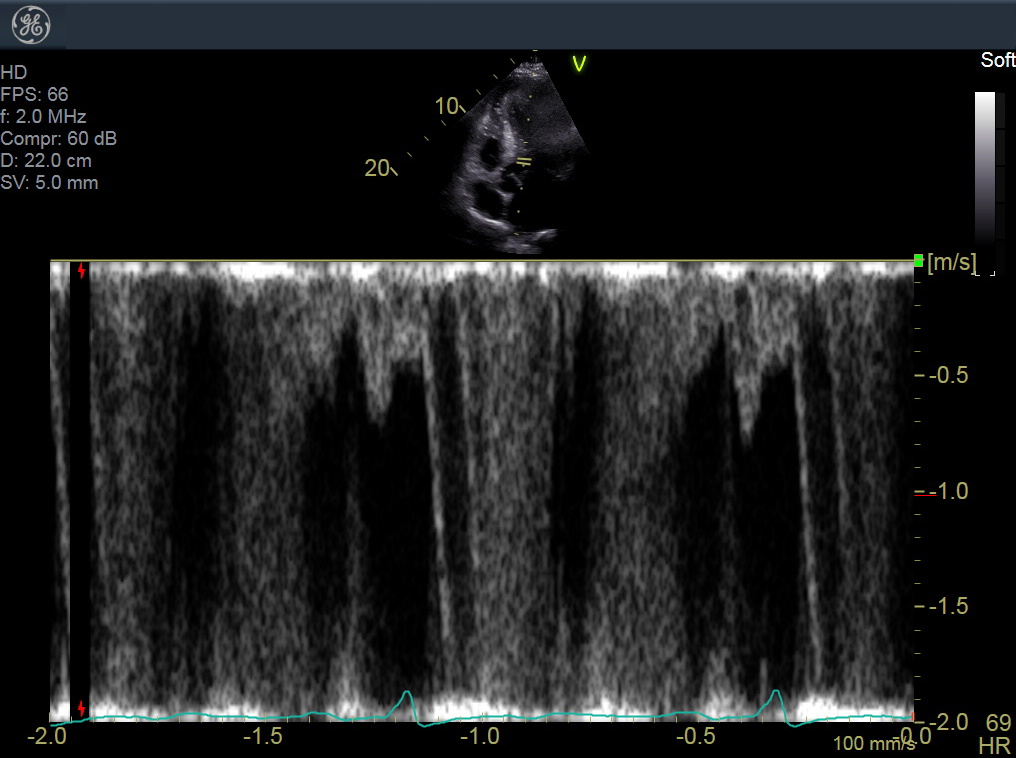 GE
Soft
HD
FPS: 66
f: 2.0 MHz
Compr: 60 dB
D: 22.0 cm
SV: 5.0 mm
V
10
20
[m/s]
-0.5
-1.0
-1.5
-2.0
-2.0 -1.5 -1.0 -0.5 0.0
100 mm/s
69
HR